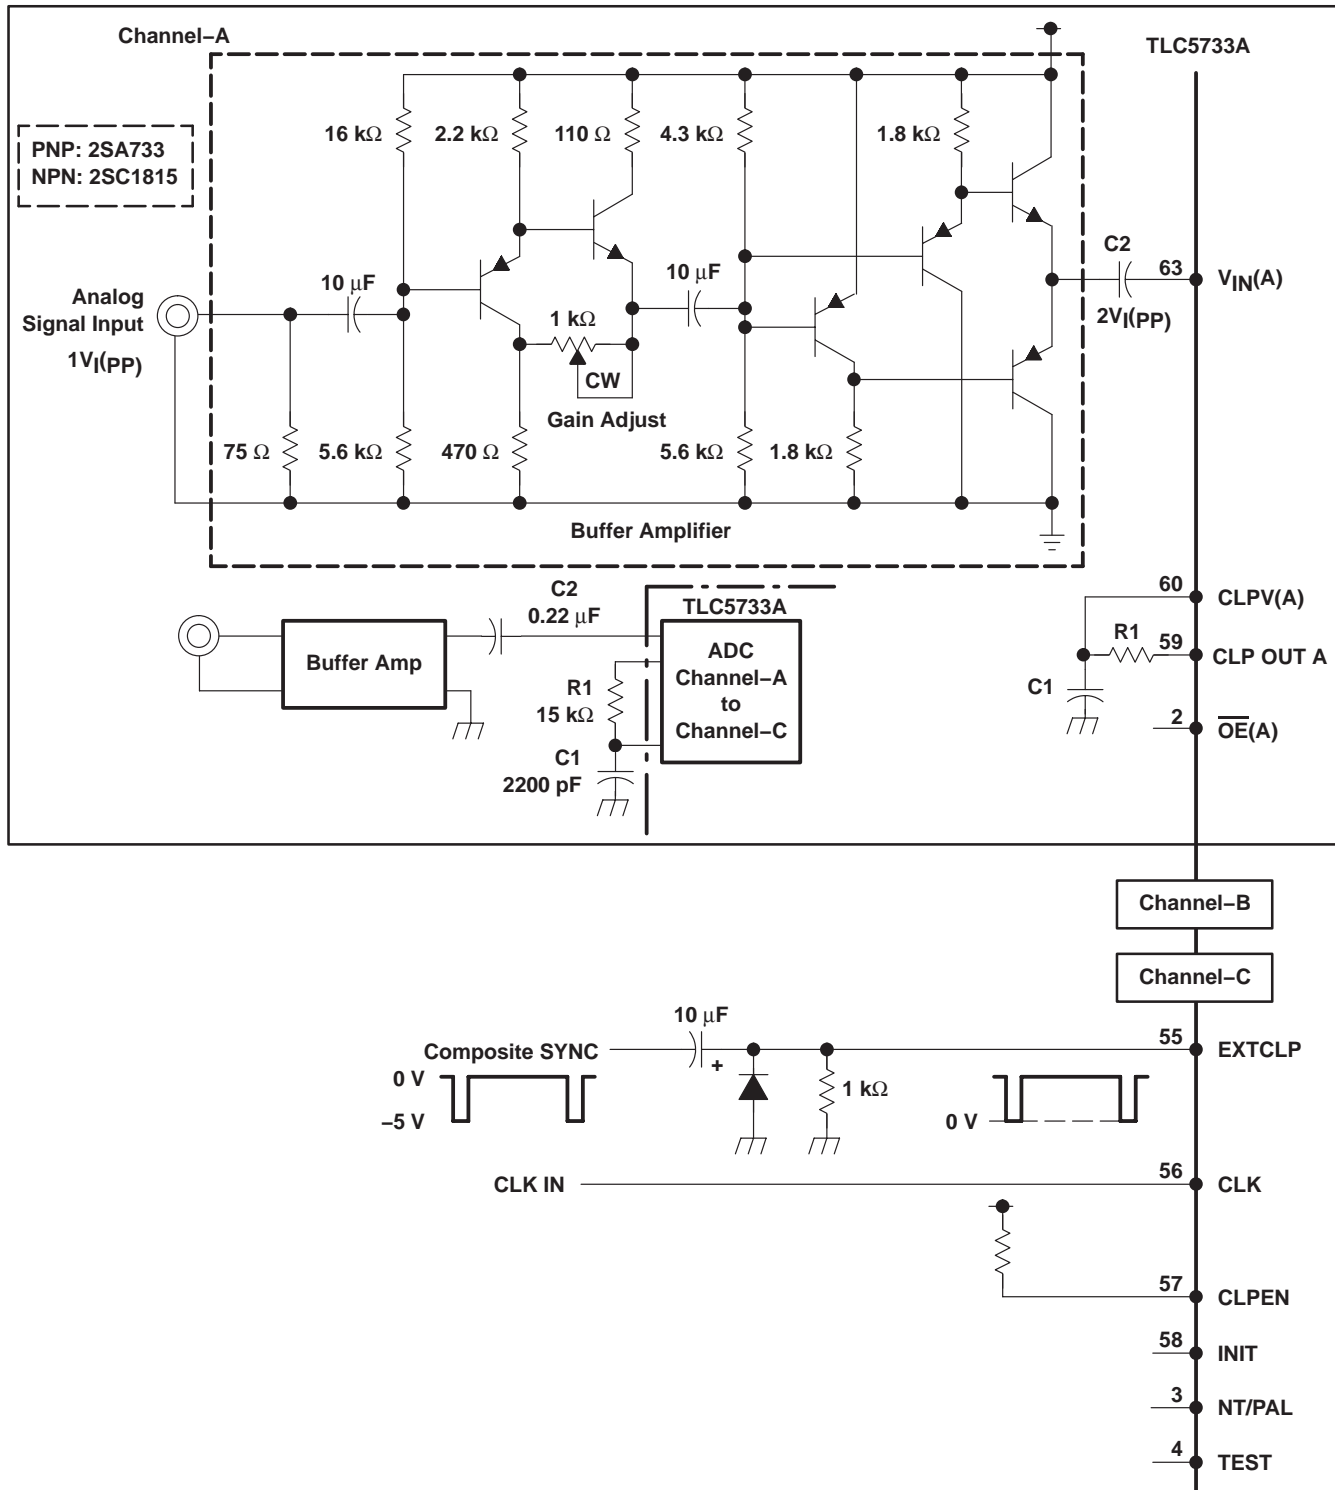 Channel–A
TLC5733A
PNP: 2SA733
NPN: 2SC1815
16 kΩ
2.2 kΩ
110 Ω
4.3 kΩ
1.8 kΩ
Analog
Signal Input
1VI(PP)
10 μF
1 kΩ
CW
Gain Adjust
10 μF
C2
2VI(PP)
63
VIN(A)
75 Ω
5.6 kΩ
470 Ω
5.6 kΩ
1.8 kΩ
Buffer Amplifier
C2
0.22 μF
TLC5733A
Buffer Amp
ADC
Channel–A
to
Channel–C
R1
15 kΩ
C1
2200 pF
60
CLPV(A)
R1
59
CLP OUT A
C1
2
OE(A)
Channel–B
Channel–C
10 μF
+
Composite SYNC
0 V
–5 V
1 kΩ
0 V
55
EXTCLP
CLK IN
56
CLK
57
CLPEN
58
INIT
3
NT/PAL
4
TEST